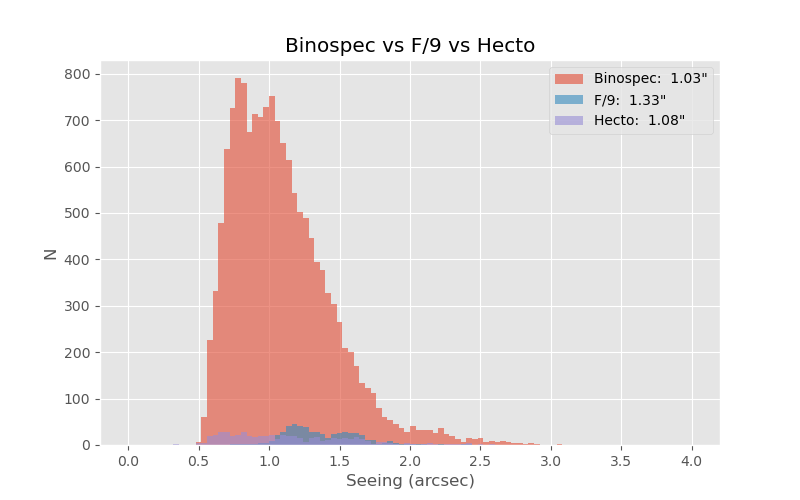 Binospec vs F/9 vs Hecto
Binospec:  1.03"
F/9:  1.33"
Hecto:  1.08"
800
700
600
500
400
300
200
100
0
N
0.0 0.5 1.0 1.5 2.0 2.5 3.0 3.5 4.0
Seeing (arcsec)